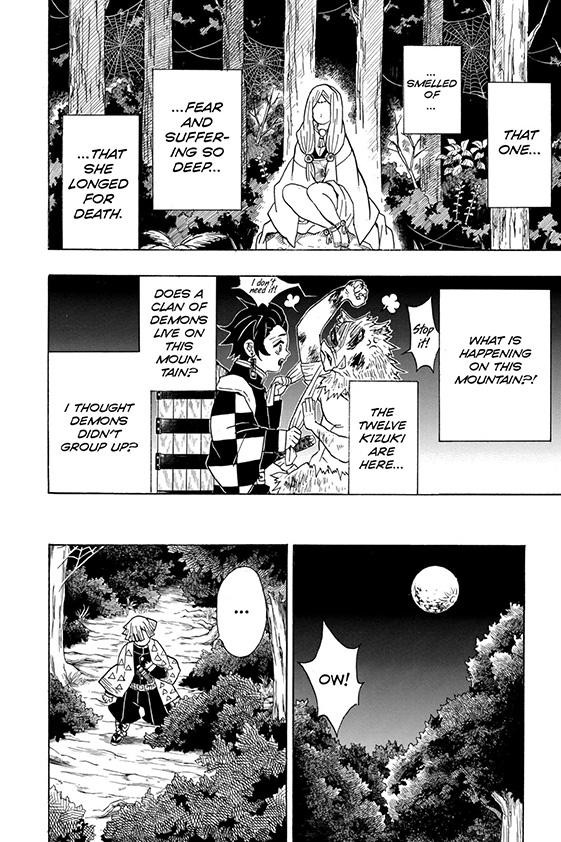 THAT
ONE...
...
SMELLED
OF
...
...FEAR
AND
SUFFER-
ING SO
DEEP...
...THAT
SHE
LONGED
FOR
DEATH.
WHAT IS
HAPPENING
ON THIS
MOUNTAIN?!
Stop
it!
THE
TWELVE
KIZUKI
ARE
HERE...
I don't
need it!
DOES A
CLAN OF
DEMONS
LIVE ON
THIS
MOUN-
TAIN?
I THOUGHT
DEMONS
DIDN'T
GROUP UP?
OW!
...